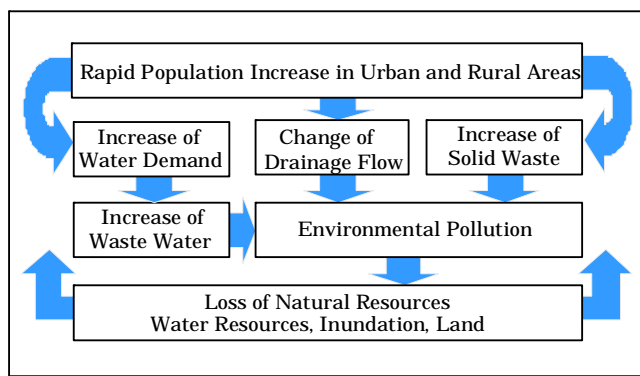 Rapid Population Increase in Urban and Rural Areas
Increase of
Water Demand
Change of
Drainage Flow
Increase of
Solid Waste
Increase of
Waste Water
Environmental Pollution
Loss of Natural Resources
Water Resources, Inundation, Land